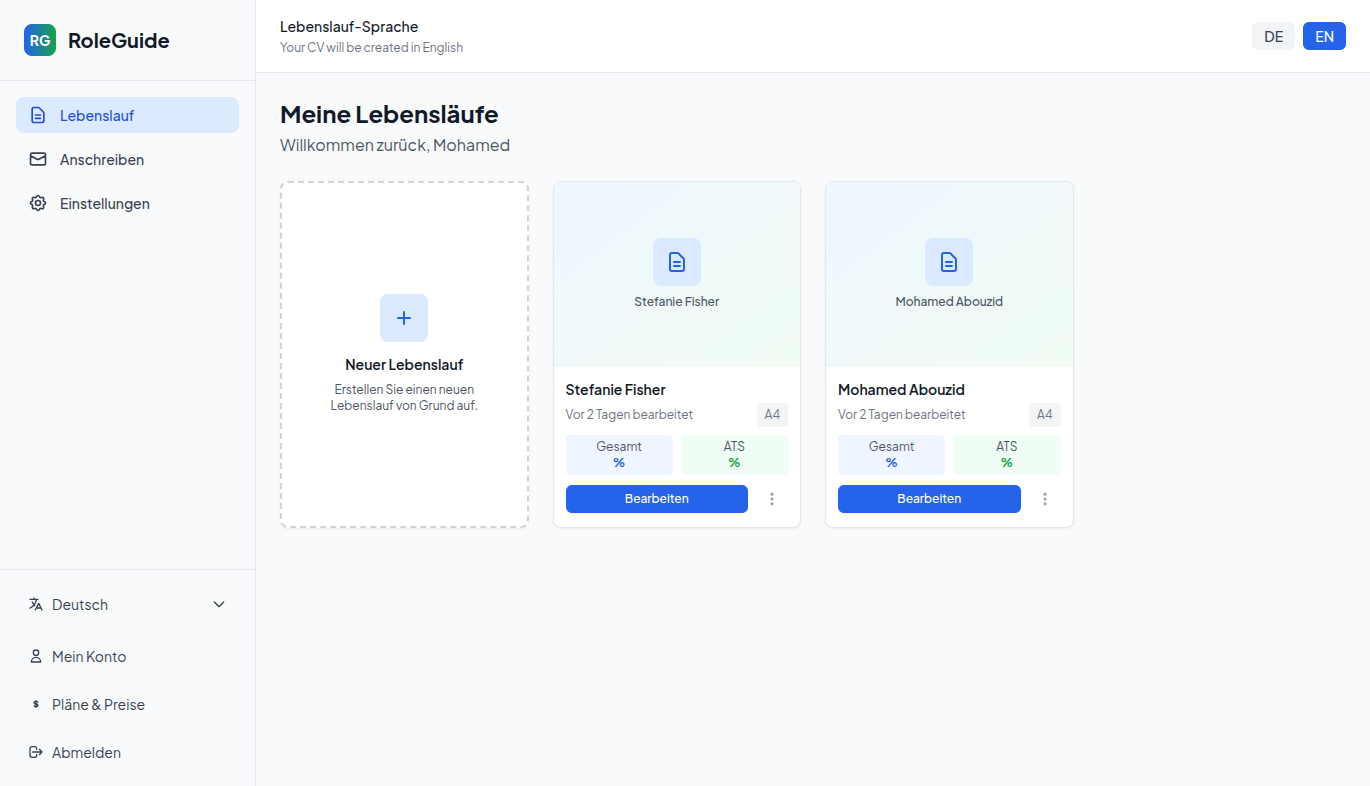 RG RoleGuide
Lebenslauf
Anschreiben
Einstellungen
Deutsch
Mein Konto
$ Pläne & Preise
Abmelden
Lebenslauf-Sprache
Your CV will be created in English
DE EN
Meine Lebensläufe
Willkommen zurück, Mohamed
Neuer Lebenslauf
Erstellen Sie einen neuen
Lebenslauf von Grund auf.
Stefanie Fisher
Stefanie Fisher
Vor 2 Tagen bearbeitet A4
Gesamt ATS
% %
Bearbeiten
Mohamed Abouzid
Mohamed Abouzid
Vor 2 Tagen bearbeitet A4
Gesamt ATS
% %
Bearbeiten